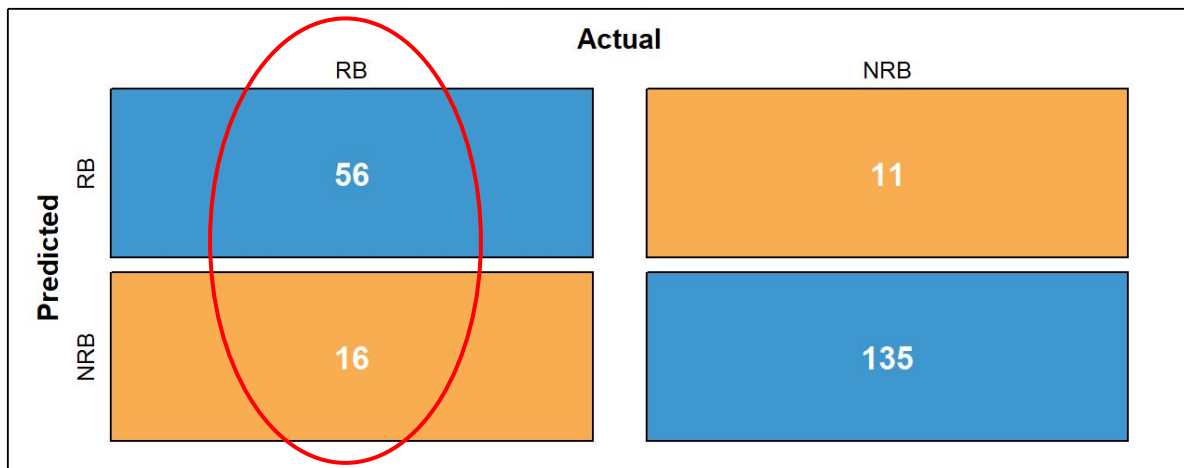 Actual
RB NRB
Predicted
RB 56 11
NRB 16 135